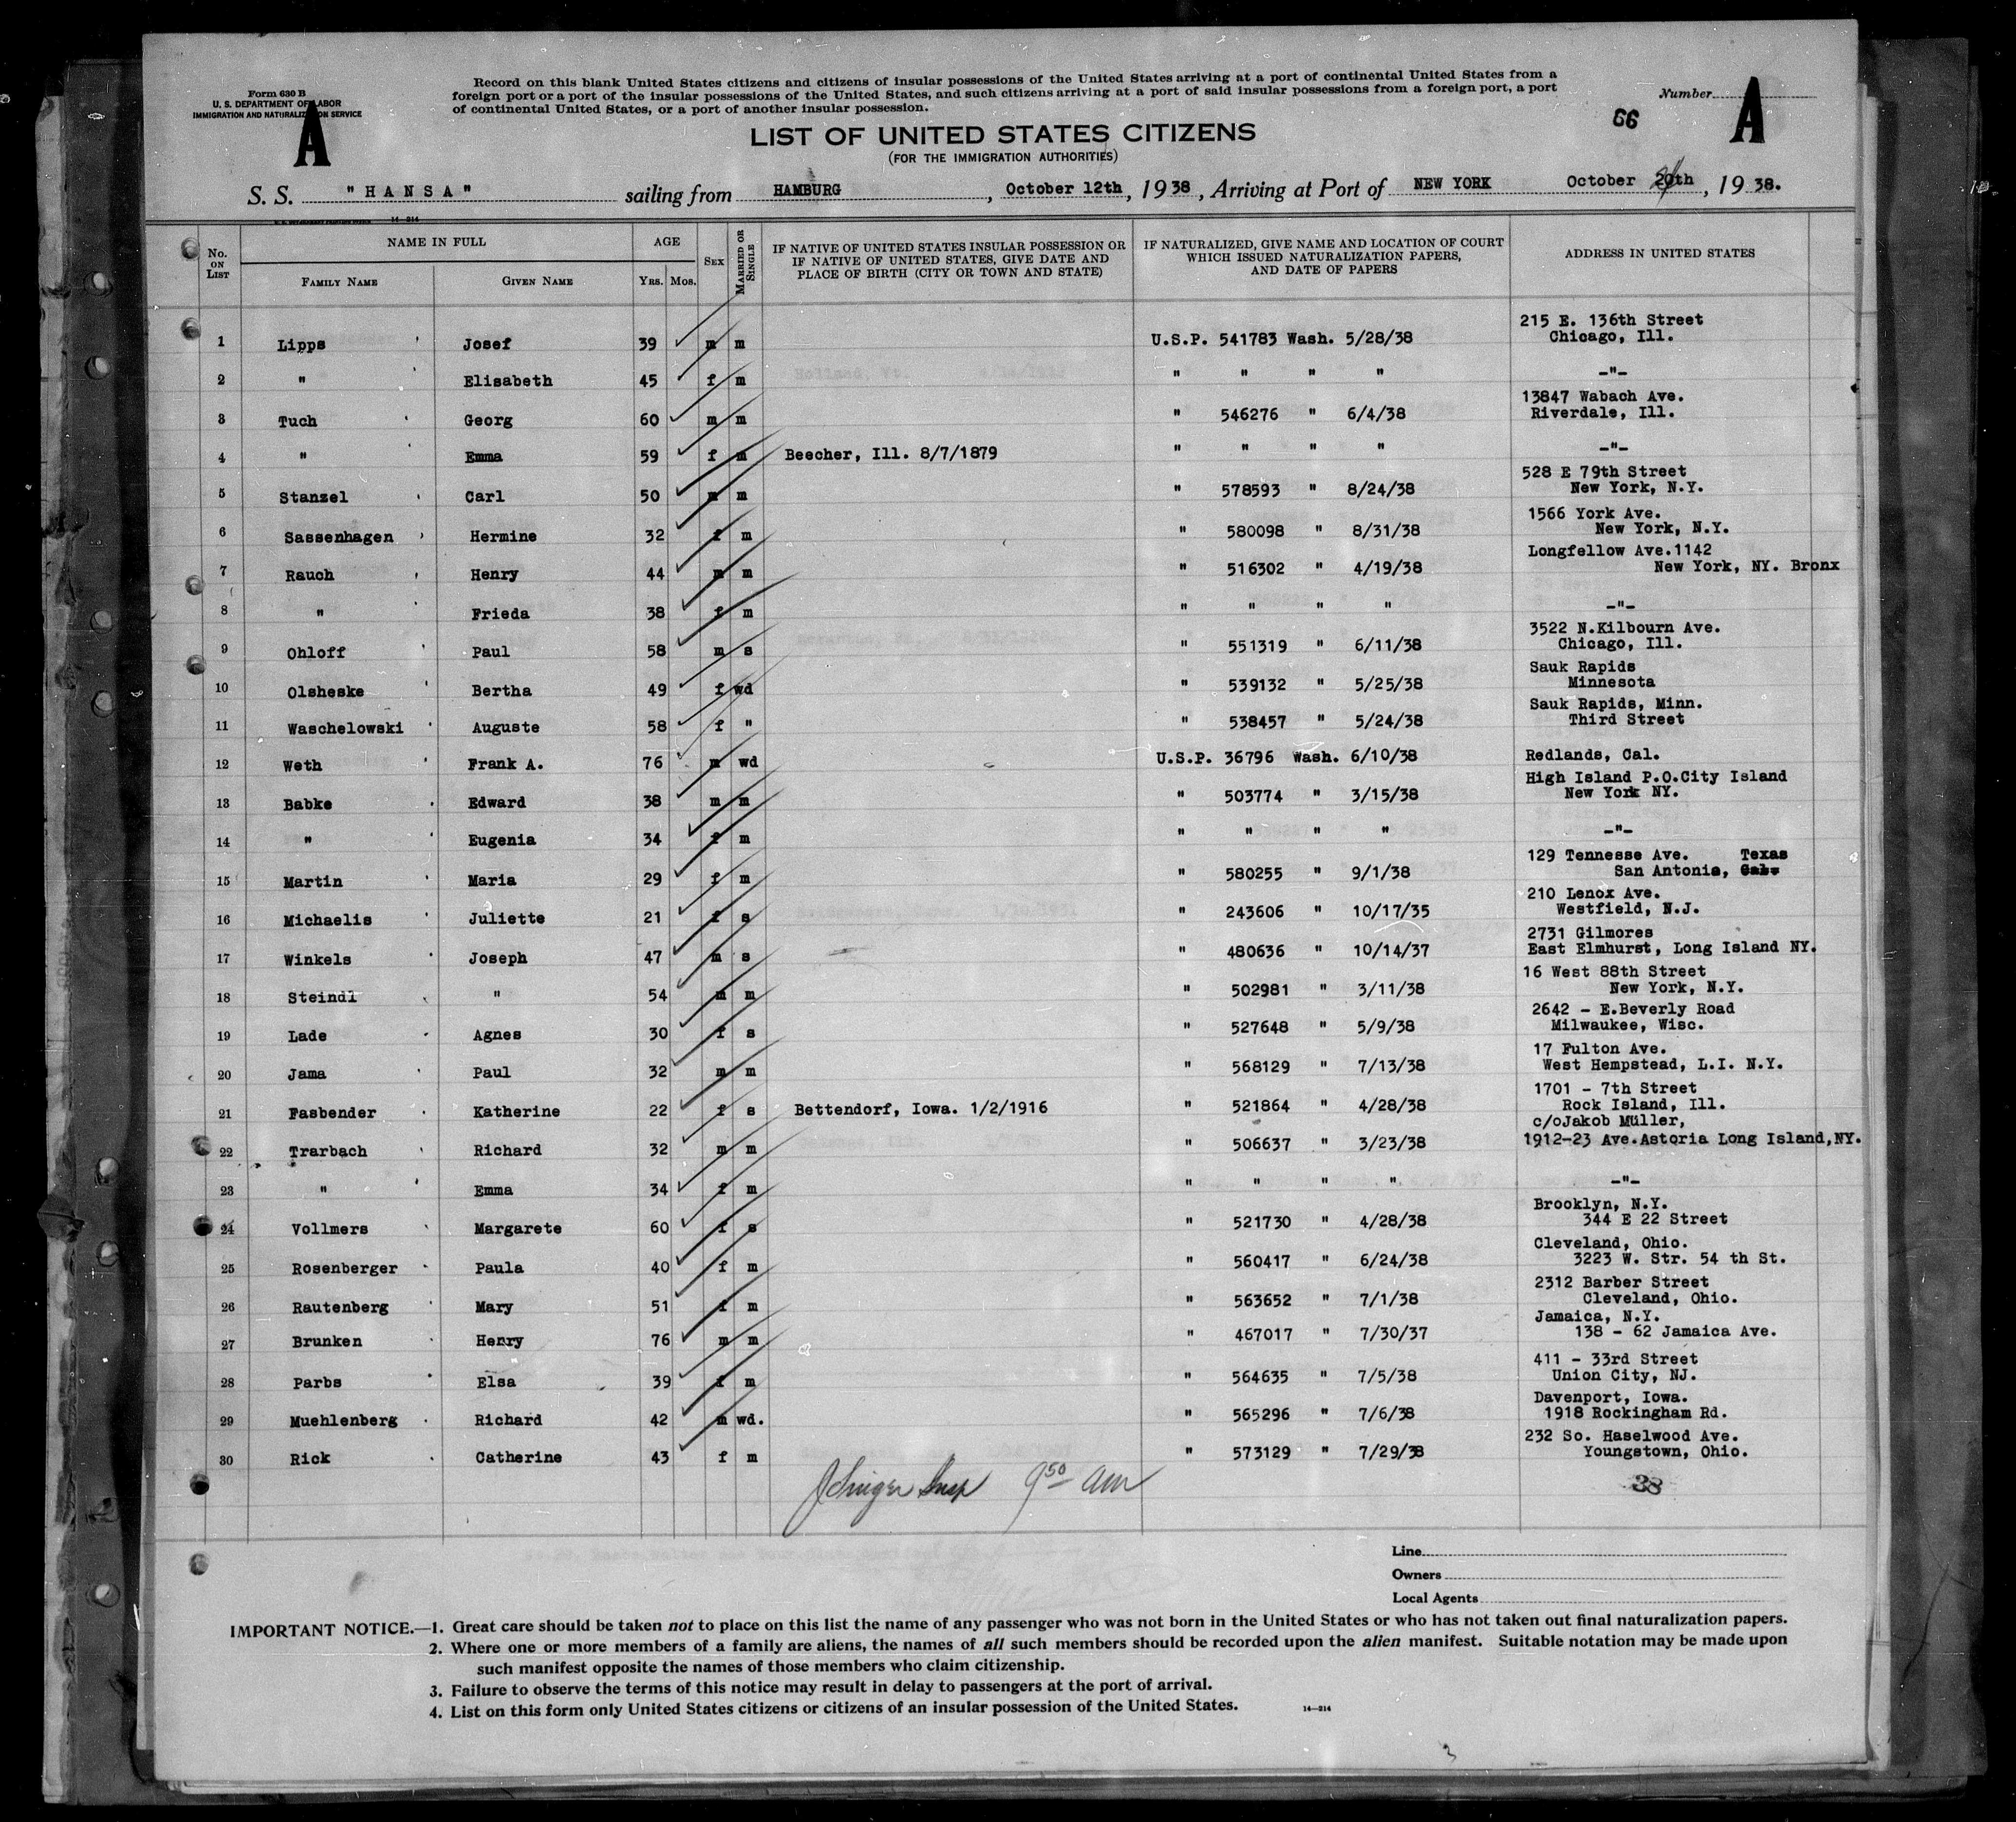 Form 630 B
U. S. DEPARTMENT OF LABOR
IMMIGRATION AND NATURALIZATION SERVICE
A
Record on this blank United States citizens and citizens of insular possessions of the United States arriving at a port of continental United States from a
foreign port or a port of the insular possessions of the United States, and such citizens arriving at a port of said insular possessions from a foreign port, a port
of continental United States, or a port of another insular possession.
Number
66
A
LIST OF UNITED STATES CITIZENS
(FOR THE IMMIGRATION AUTHORITIES)
S. S. "HANSA" sailing from HAMBURG, October 12th, 1938, Arriving at Port of NEW YORK October 20th, 1938.
14-214
No. ON LIST
NAME IN FULL
FAMILY NAME
GIVEN NAME
AGE
YRS. MOS.
SEX
MARRIED OR SINGLE
IF NATIVE OF UNITED STATES INSULAR POSSESSION OR
IF NATIVE OF UNITED STATES, GIVE DATE AND
PLACE OF BIRTH (CITY OR TOWN AND STATE)
IF NATURALIZED, GIVE NAME AND LOCATION OF COURT
WHICH ISSUED NATURALIZATION PAPERS,
AND DATE OF PAPERS
ADDRESS IN UNITED STATES
215 E. 136th Street
1 Lipps Josef 39 m m U.S.P. 541783 Wash. 5/28/38 Chicago, Ill.
2 " Elisabeth 45 f m " " " " -"-
13847 Wabach Ave.
3 Tuch Georg 60 m m " 546276 " 6/4/38 Riverdale, Ill.
4 " Emma 59 f m Beecher, Ill. 8/7/1879 " " " " -"-
528 E 79th Street
5 Stanzel Carl 50 m m " 578593 " 8/24/38 New York, N.Y.
1566 York Ave.
6 Sassenhagen Hermine 32 f m " 580098 " 8/31/38 New York, N.Y.
Longfellow Ave.1142
7 Rauch Henry 44 m m " 516302 " 4/19/38 New York, NY. Bronx
8 " Frieda 38 f m " " " " -"-
3522 N.Kilbourn Ave.
9 Ohloff Paul 58 m s " 551319 " 6/11/38 Chicago, Ill.
Sauk Rapids
10 Olsheske Bertha 49 f wd " 539132 " 5/25/38 Minnesota
Sauk Rapids, Minn.
11 Waschelowski Auguste 58 f " " 538457 " 5/24/38 Third Street
12 Weth Frank A. 76 m wd U.S.P. 36796 Wash. 6/10/38 Redlands, Cal.
High Island P.O.City Island
13 Babke Edward 38 m m " 503774 " 3/15/38 New York NY.
14 " Eugenia 34 f m " " " " -"-
129 Tennesse Ave. Texas
15 Martin Maria 29 f m " 580255 " 9/1/38 San Antonio, Cal.
210 Lenox Ave.
16 Michaelis Juliette 21 f s " 243606 " 10/17/35 Westfield, N.J.
2731 Gilmores
17 Winkels Joseph 47 m s " 480636 " 10/14/37 East Elmhurst, Long Island NY.
16 West 88th Street
18 Steindl " 54 m m " 502981 " 3/11/38 New York, N.Y.
2642 - E.Beverly Road
19 Lade Agnes 30 f s " 527648 " 5/9/38 Milwaukee, Wisc.
17 Fulton Ave.
20 Jama Paul 32 m m " 568129 " 7/13/38 West Hempstead, L.I. N.Y.
1701 - 7th Street
21 Fasbender Katherine 22 f s Bettendorf, Iowa. 1/2/1916 " 521864 " 4/28/38 Rock Island, Ill.
c/oJakob Müller,
22 Trarbach Richard 32 m m " 506637 " 3/23/38 1912-23 Ave.Astoria Long Island,NY.
23 " Emma 34 f m " " " " -"-
Brooklyn, N.Y.
24 Vollmers Margarete 60 f s " 521730 " 4/28/38 344 E 22 Street
Cleveland, Ohio.
25 Rosenberger Paula 40 f m " 560417 " 6/24/38 3223 W. Str. 54 th St.
2312 Barber Street
26 Rautenberg Mary 51 f m " 563652 " 7/1/38 Cleveland, Ohio.
Jamaica, N.Y.
27 Brunken Henry 76 m m " 467017 " 7/30/37 138 - 62 Jamaica Ave.
411 - 33rd Street
28 Parbs Elsa 39 f m " 564635 " 7/5/38 Union City, NJ.
Davenport, Iowa.
29 Muehlenberg Richard 42 m wd. " 565296 " 7/6/38 1918 Rockingham Rd.
232 So. Haselwood Ave.
30 Rick Catherine 43 f m " 573129 " 7/29/38 Youngstown, Ohio.
Insp 9 50 am
38
Line
Owners
Local Agents
IMPORTANT NOTICE.—1. Great care should be taken not to place on this list the name of any passenger who was not born in the United States or who has not taken out final naturalization papers.
2. Where one or more members of a family are aliens, the names of all such members should be recorded upon the alien manifest. Suitable notation may be made upon
such manifest opposite the names of those members who claim citizenship.
3. Failure to observe the terms of this notice may result in delay to passengers at the port of arrival.
4. List on this form only United States citizens or citizens of an insular possession of the United States. 14—214
3